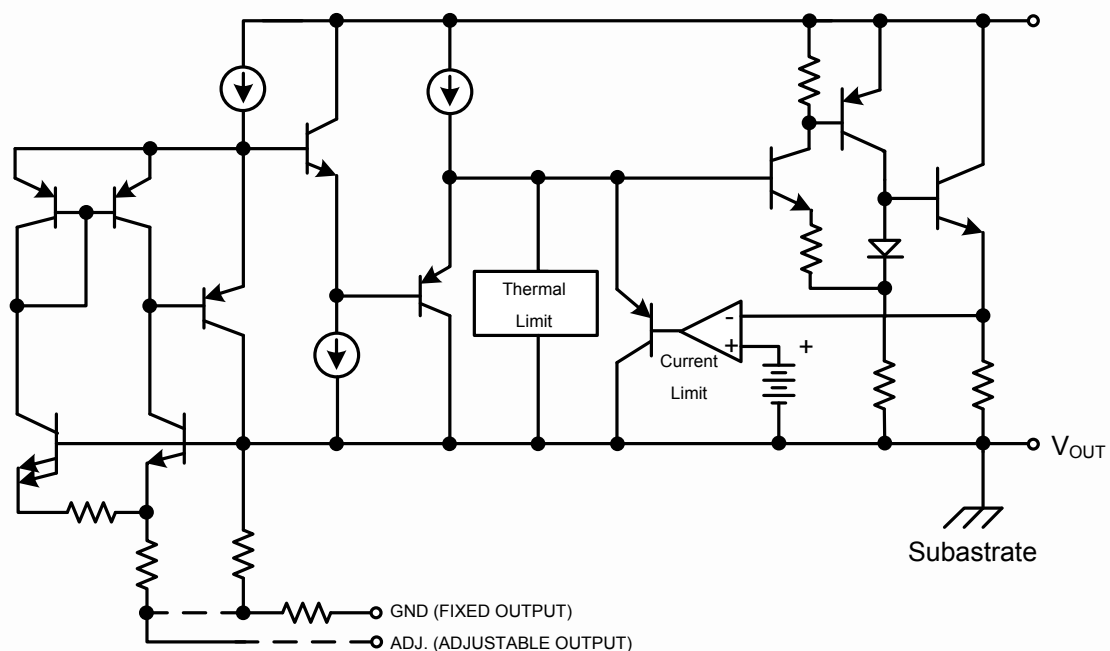 Thermal
Limit
-
+
+
Current
Limit
VOUT
Subastrate
GND (FIXED OUTPUT)
ADJ. (ADJUSTABLE OUTPUT)